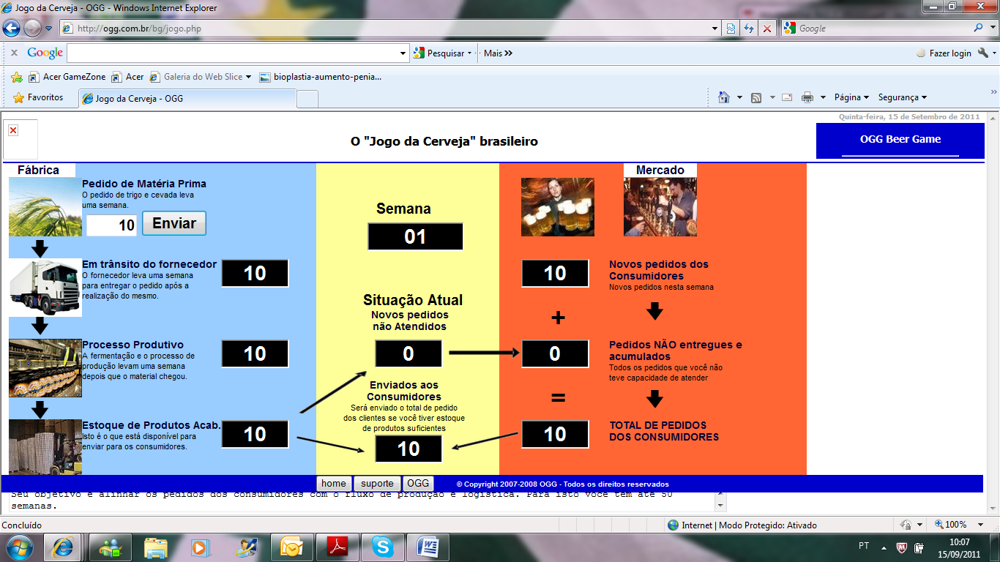 Jogo da Cerveja - OGG - Windows Internet Explorer
http://ogg.com.br/bg/jogo.php
Google
Google
Pesquisar
Mais
Fazer login
Acer GameZone
Acer
Galeria do Web Slice
bioplastia-aumento-penia...
Favoritos
Jogo da Cerveja - OGG
Página
Segurança
Quinta-feira, 15 de Setembro de 2011
O "Jogo da Cerveja" brasileiro
OGG Beer Game
Fábrica
Pedido de Matéria Prima
O pedido de trigo e cevada leva
uma semana.
10
Enviar
Em trânsito do fornecedor
O fornecedor leva uma semana
para entregar o pedido após a
realização do mesmo.
10
Processo Produtivo
A fermentação e o processo de
produção levam uma semana
depois que o material chegou.
10
Estoque de Produtos Acab.
Isto é o que está disponível para
enviar para os consumidores.
10
Semana
01
Situação Atual
Novos pedidos
não Atendidos
0
Enviados aos
Consumidores
Será enviado o total de pedido
dos clientes se você tiver estoque
de produtos suficientes
10
Mercado
10
Novos pedidos dos
Consumidores
Novos pedidos nesta semana
+
0
Pedidos NÃO entregues e
acumulados
Todos os pedidos que você não
teve capacidade de atender
=
10
TOTAL DE PEDIDOS
DOS CONSUMIDORES
home
suporte
OGG
© Copyright 2007-2008 OGG - Todos os direitos reservados
Seu objetivo é alinhar os pedidos dos consumidores com o fluxo de produção e logística. Para isto você tem até 50
semanas.
Concluído
Internet | Modo Protegido: Ativado
100%
PT
10:07
15/09/2011